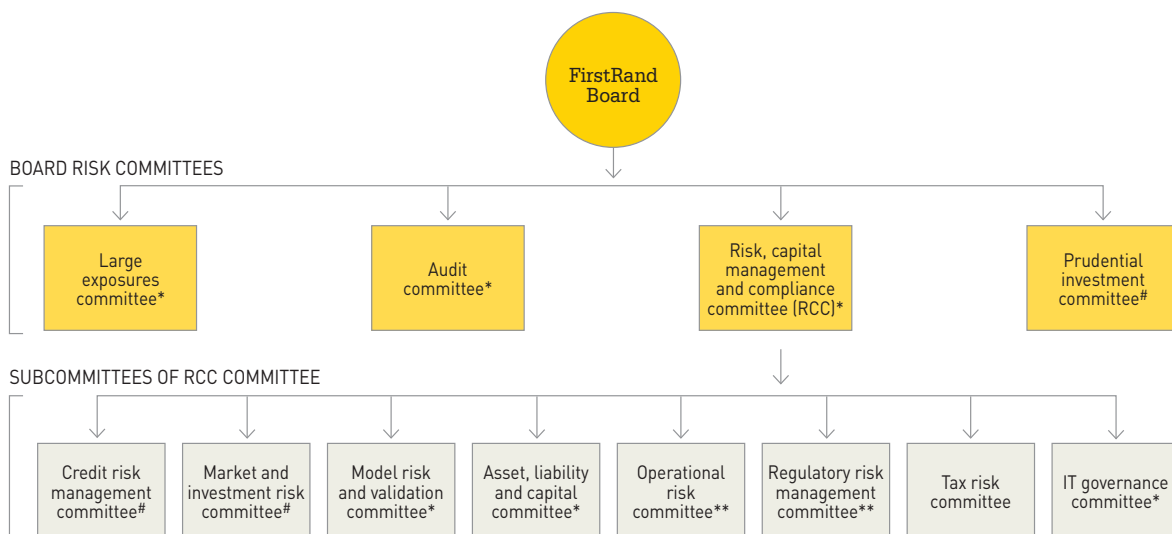 FirstRand
Board
BOARD RISK COMMITTEES
Large
exposures
committee*
Audit
committee*
Risk, capital
management
and compliance
committee (RCC)*
Prudential
investment
committee#
SUBCOMMITTEES OF RCC COMMITTEE
Credit risk
management
committee#
Market and
investment risk
committee#
Model risk
and validation
committee*
Asset, liability
and capital
committee*
Operational
risk
committee**
Regulatory risk
management
committee**
Tax risk
committee
IT governance
committee*